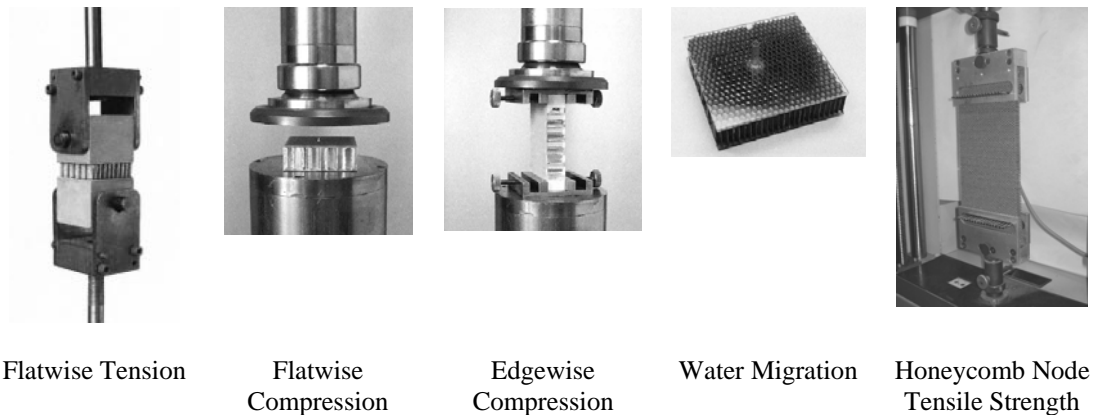 Flatwise Tension
Flatwise
Compression
Edgewise
Compression
Water Migration
Honeycomb Node
Tensile Strength